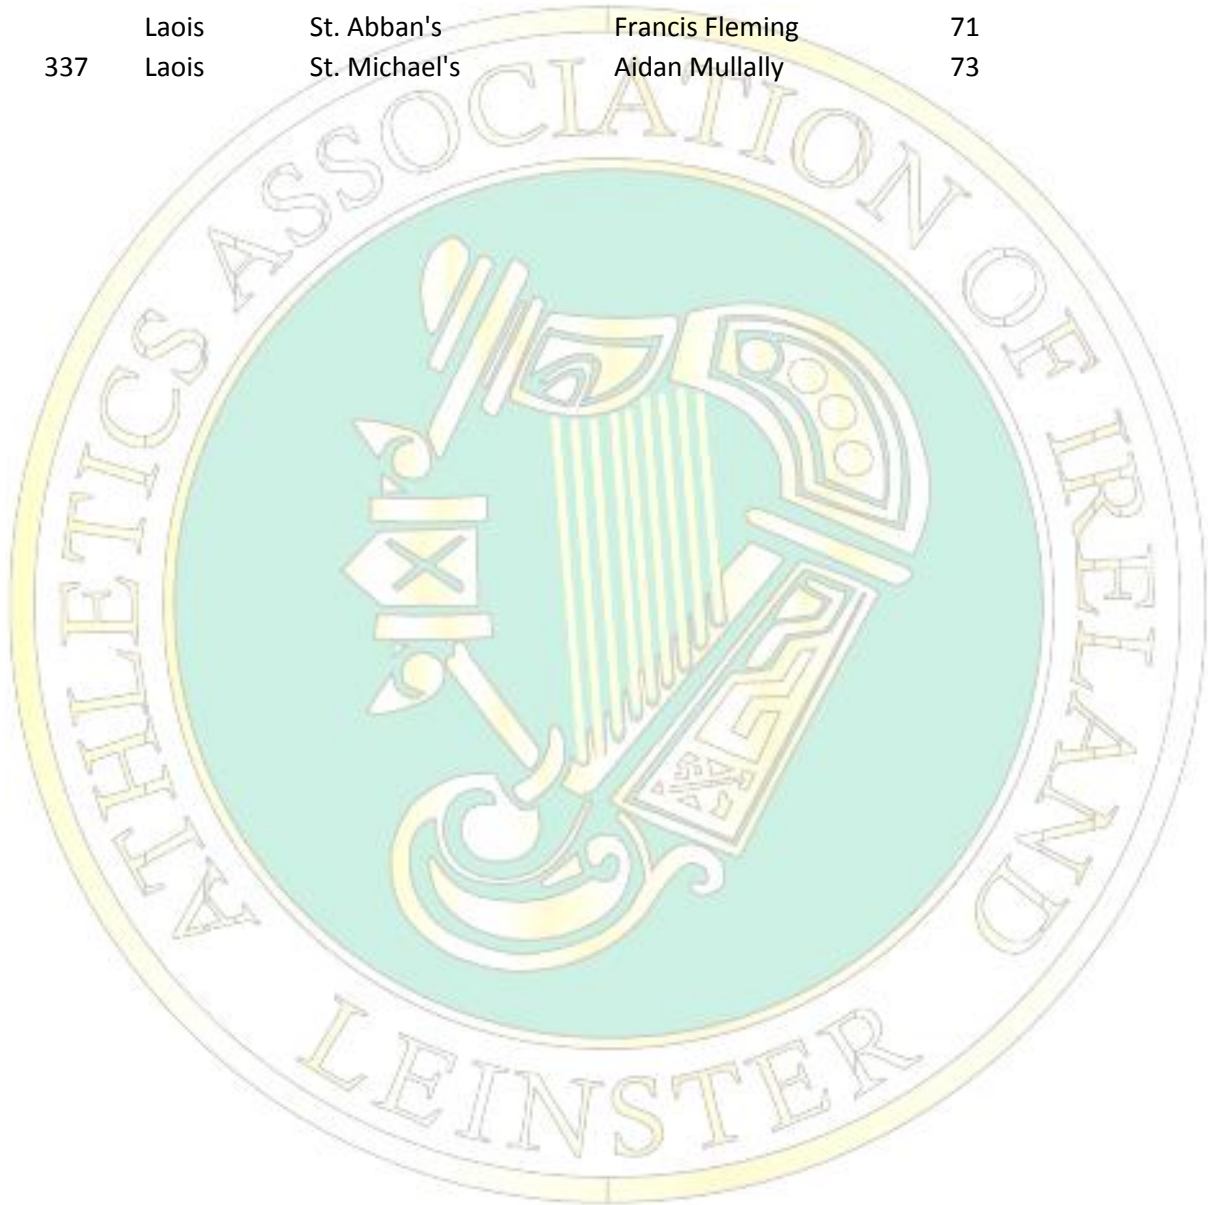 Laois St. Abban's Francis Fleming 71
337 Laois St. Michael's Aidan Mullally 73
ATHLETICS ASSOCIATION OF IRELAND
LEINSTER